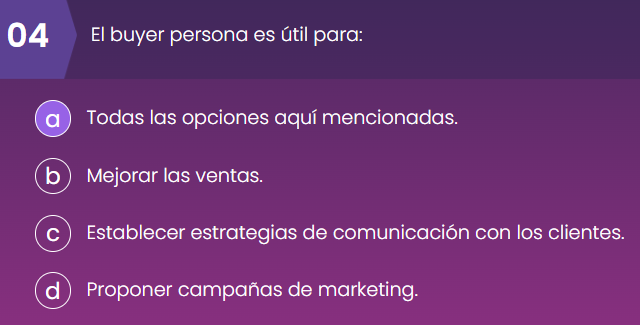 04 El buyer persona es útil para:
a Todas las opciones aquí mencionadas.
b Mejorar las ventas.
c Establecer estrategias de comunicación con los clientes.
d Proponer campañas de marketing.